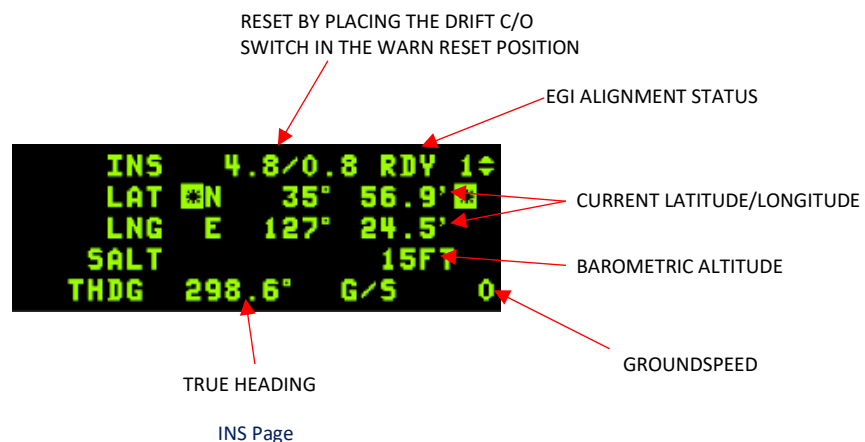 RESET BY PLACING THE DRIFT C/O
SWITCH IN THE WARN RESET POSITION
EGI ALIGNMENT STATUS
INS 4.8/0.8 RDY 1
LAT *N 35° 56.9' *
LNG E 127° 24.5'
SALT 15FT
THDG 298.6° G/S 0
CURRENT LATITUDE/LONGITUDE
BAROMETRIC ALTITUDE
GROUNDSPEED
TRUE HEADING
INS Page